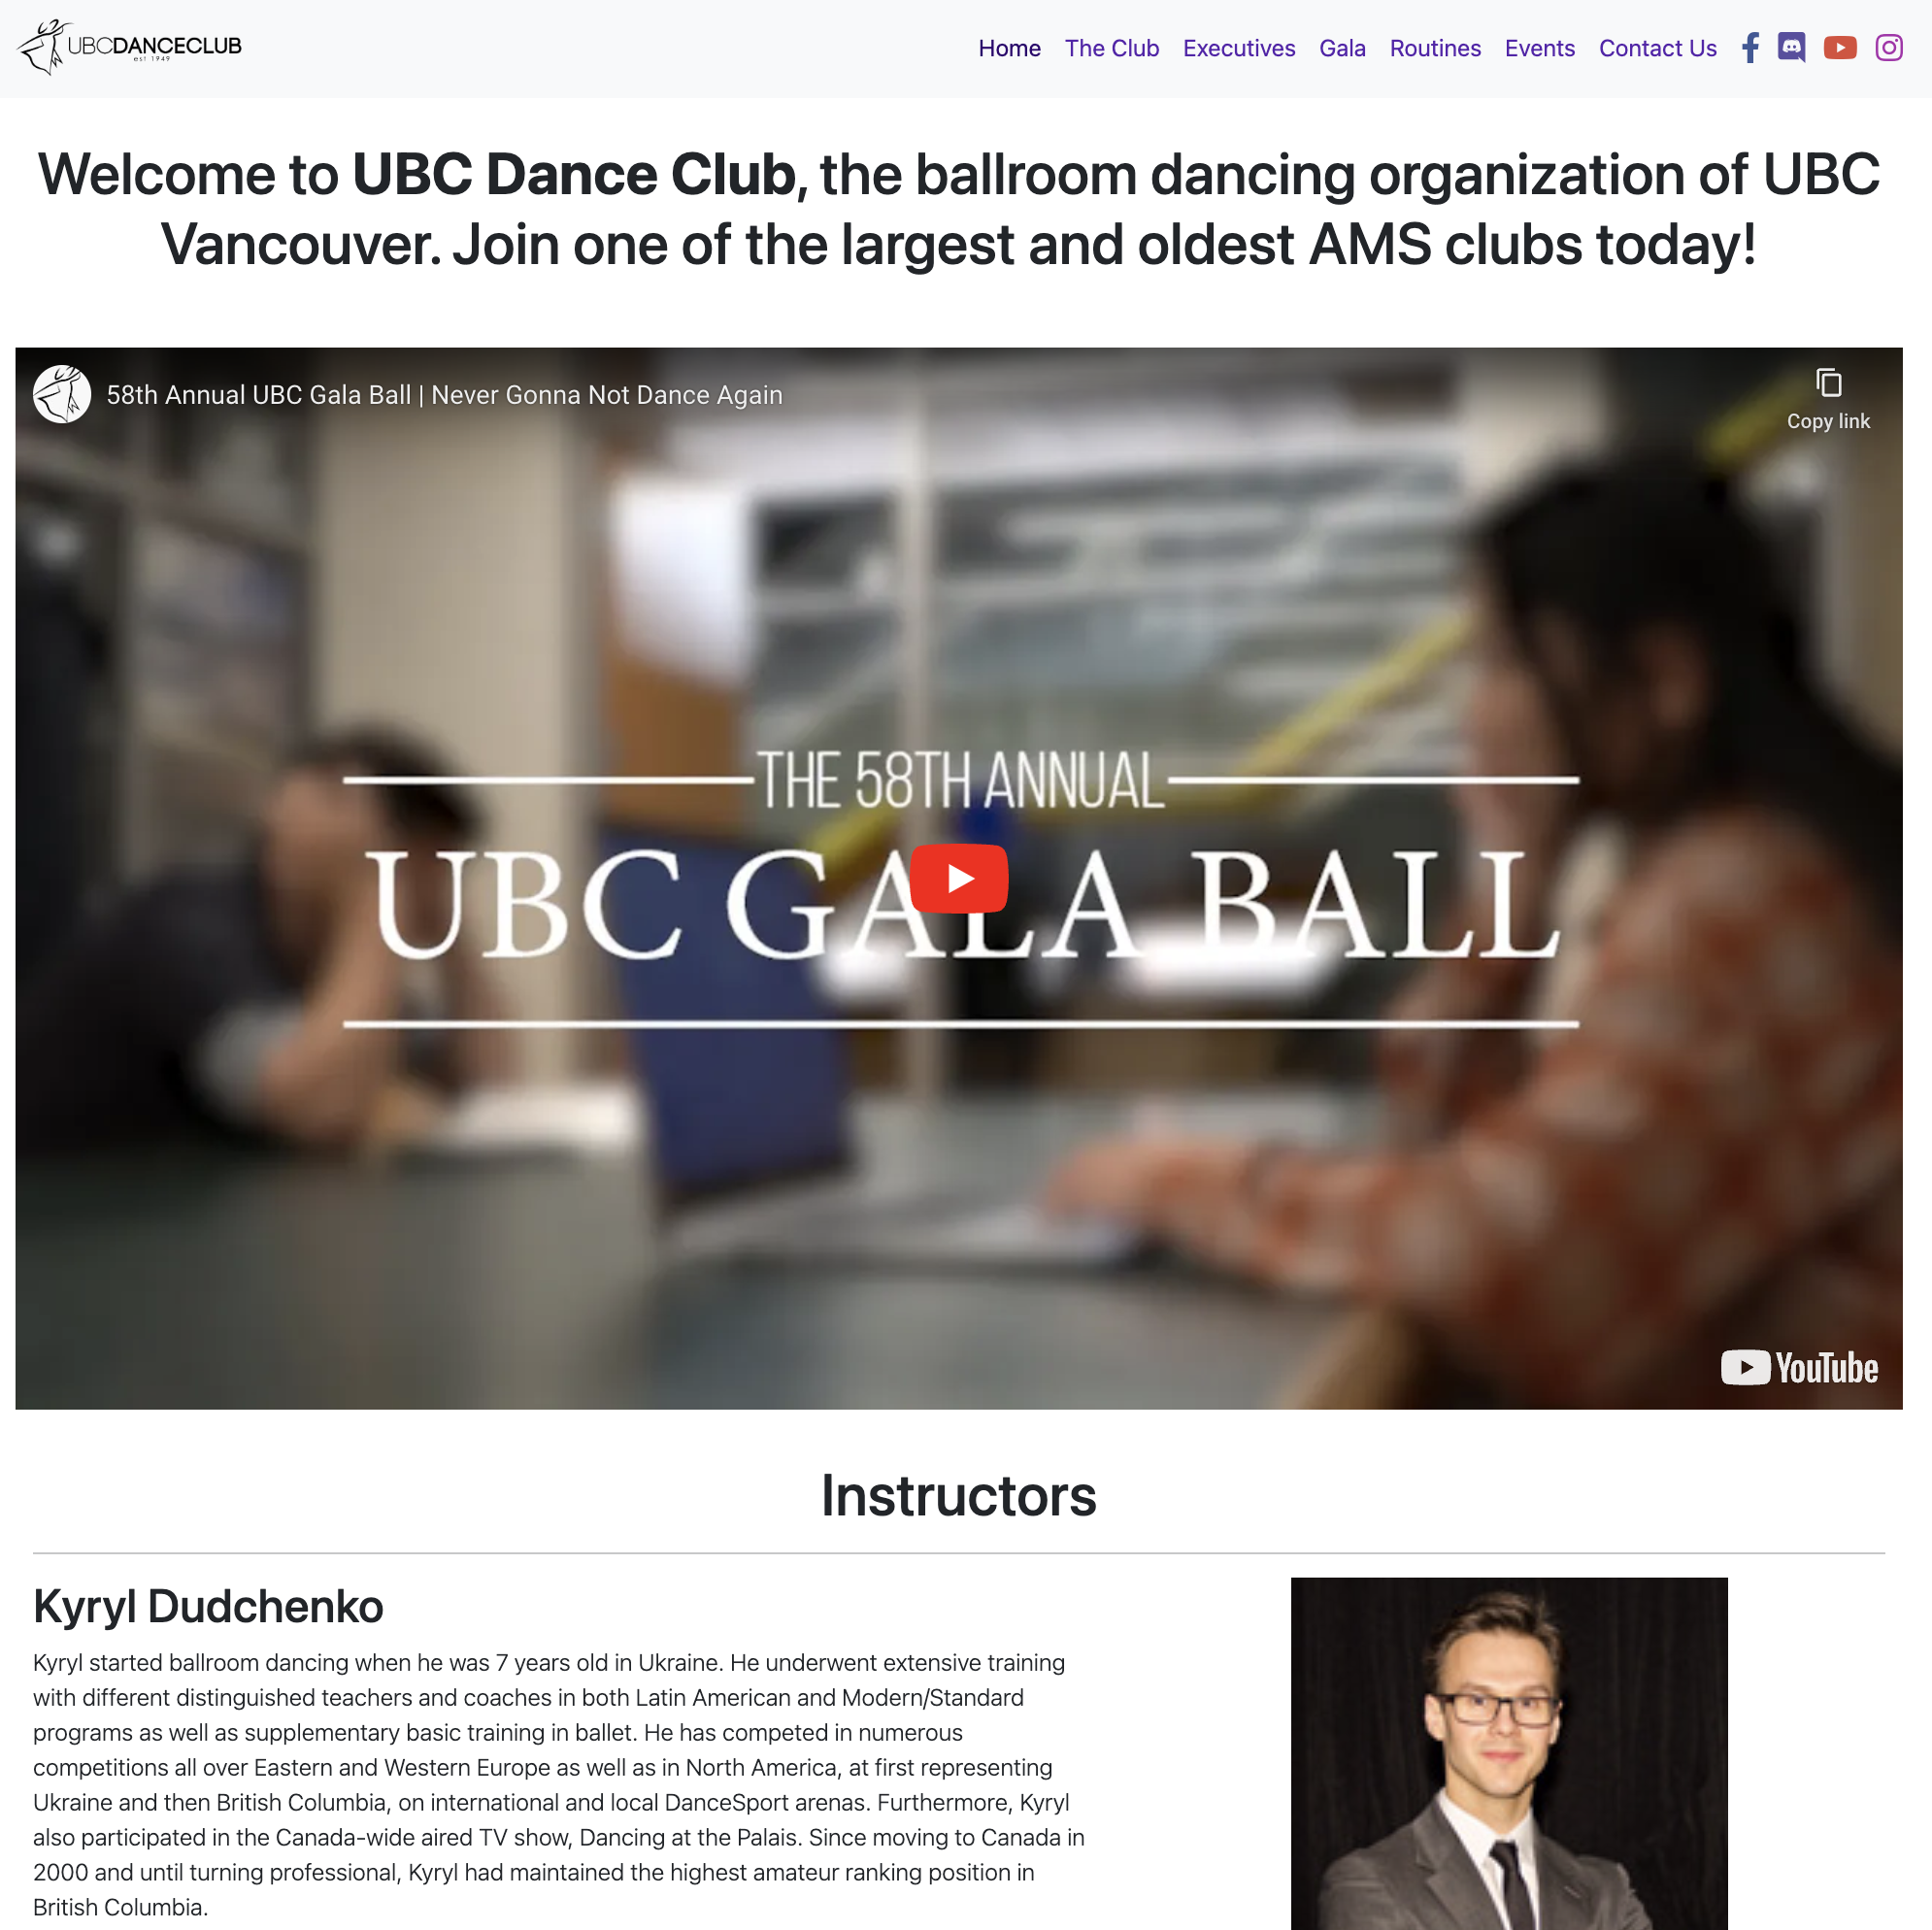 UBCDANCECLUB
est 1949
Home The Club Executives Gala Routines Events Contact Us
Welcome to UBC Dance Club, the ballroom dancing organization of UBC
Vancouver. Join one of the largest and oldest AMS clubs today!
58th Annual UBC Gala Ball | Never Gonna Not Dance Again
Copy link
THE 58TH ANNUAL
UBC GALA BALL
YouTube
Instructors
Kyryl Dudchenko
Kyryl started ballroom dancing when he was 7 years old in Ukraine. He underwent extensive training
with different distinguished teachers and coaches in both Latin American and Modern/Standard
programs as well as supplementary basic training in ballet. He has competed in numerous
competitions all over Eastern and Western Europe as well as in North America, at first representing
Ukraine and then British Columbia, on international and local DanceSport arenas. Furthermore, Kyryl
also participated in the Canada-wide aired TV show, Dancing at the Palais. Since moving to Canada in
2000 and until turning professional, Kyryl had maintained the highest amateur ranking position in
British Columbia.